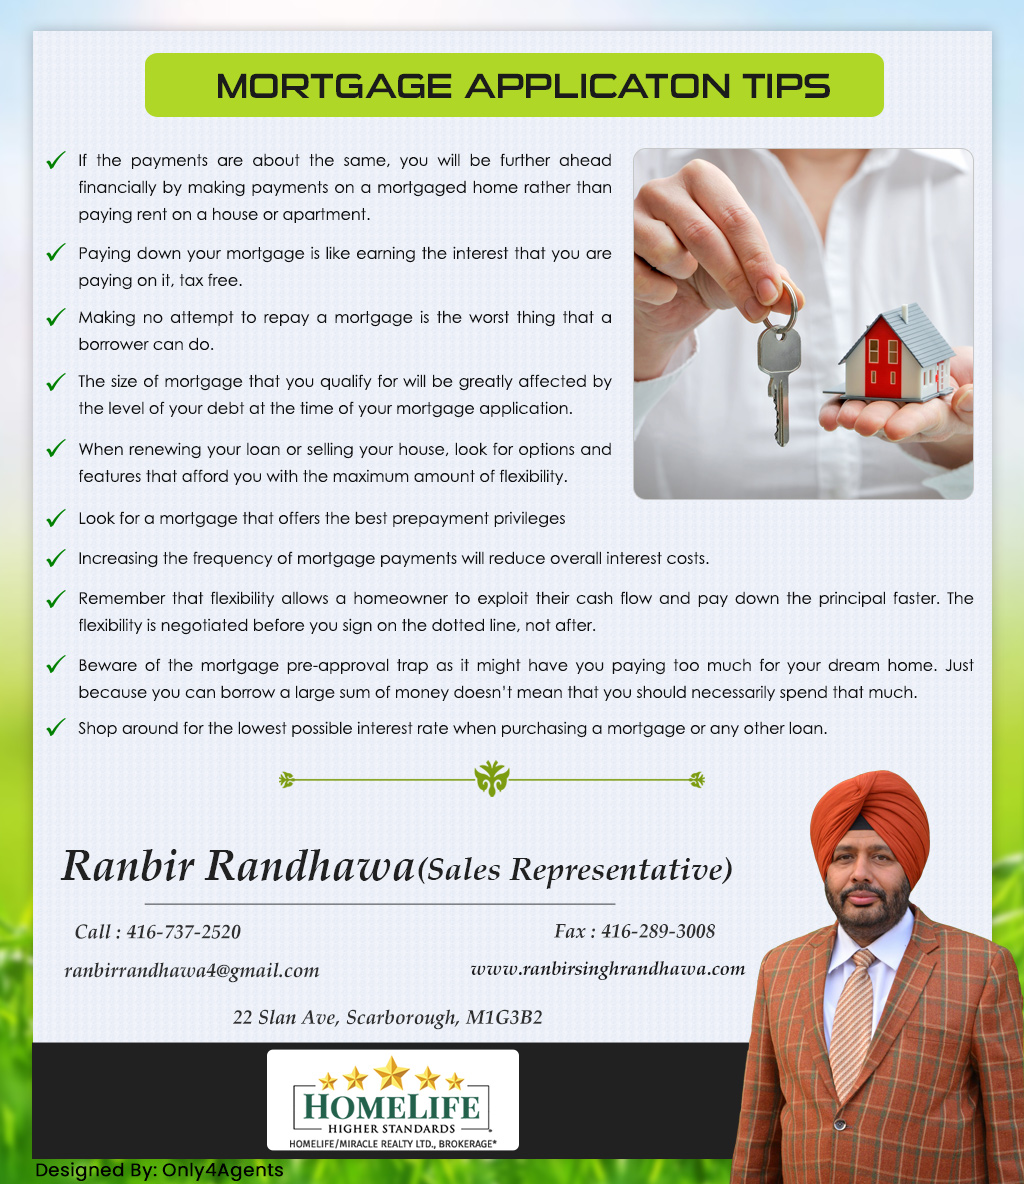 MORTGAGE APPLICATON TIPS
If the payments are about the same, you will be further ahead
financially by making payments on a mortgaged home rather than
paying rent on a house or apartment.
Paying down your mortgage is like earning the interest that you are
paying on it, tax free.
Making no attempt to repay a mortgage is the worst thing that a
borrower can do.
The size of mortgage that you qualify for will be greatly affected by
the level of your debt at the time of your mortgage application.
When renewing your loan or selling your house, look for options and
features that afford you with the maximum amount of flexibility.
Look for a mortgage that offers the best prepayment privileges
Increasing the frequency of mortgage payments will reduce overall interest costs.
Remember that flexibility allows a homeowner to exploit their cash flow and pay down the principal faster. The
flexibility is negotiated before you sign on the dotted line, not after.
Beware of the mortgage pre-approval trap as it might have you paying too much for your dream home. Just
because you can borrow a large sum of money doesn't mean that you should necessarily spend that much.
Shop around for the lowest possible interest rate when purchasing a mortgage or any other loan.
Ranbir Randhawa(Sales Representative)
Call : 416-737-2520
Fax : 416-289-3008
ranbirrandhawa4@gmail.com
www.ranbirsinghrandhawa.com
22 Slan Ave, Scarborough, M1G3B2
HOMELIFE
HIGHER STANDARDS
HOMELIFE/MIRACLE REALTY LTD., BROKERAGE*
Designed By: Only4Agents